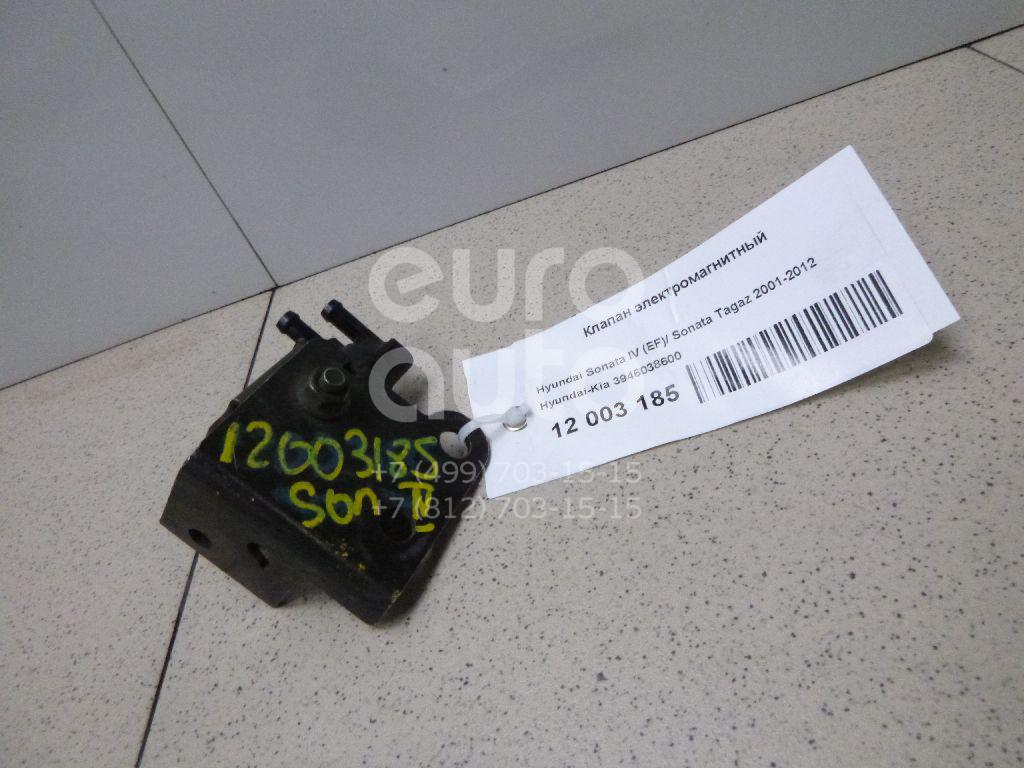 euro
auto
+7 (499) 703-15-15
+7 (812) 703-15-15
Клапан электромагнитный
Hyundai Sonata IV (EF)/ Sonata Tagaz 2001-2012
Hyundai-Kia 3946038600
12 003 185
12003185
Son IV